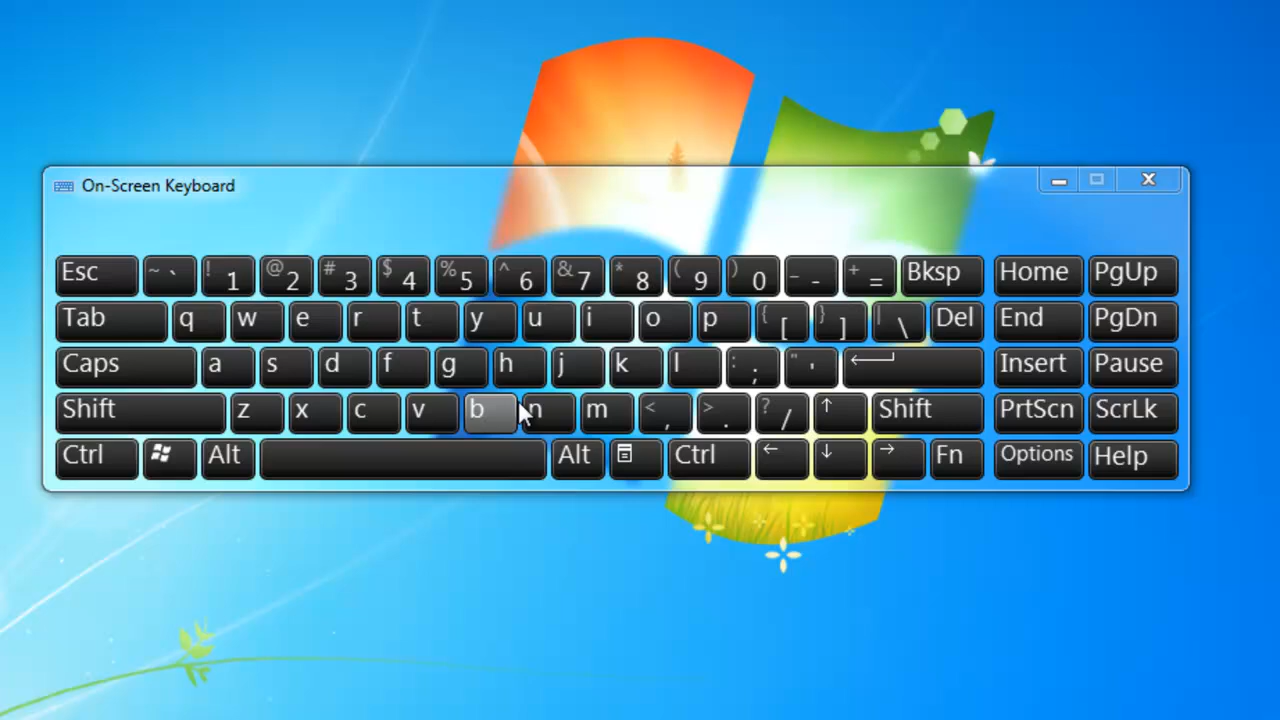 On-Screen Keyboard
Esc ~ ` ! 1 @ 2 # 3 $ 4 % 5 ^ 6 & 7 * 8 ( 9 ) 0 _ - + = Bksp Home PgUp
Tab q w e r t y u i o p { [ } ] | \ Del End PgDn
Caps a s d f g h j k l : ; " ' Insert Pause
Shift z x c v b n m < , > . ? / ↑ Shift PrtScn ScrLk
Ctrl Alt Alt Ctrl ← ↓ → Fn Options Help